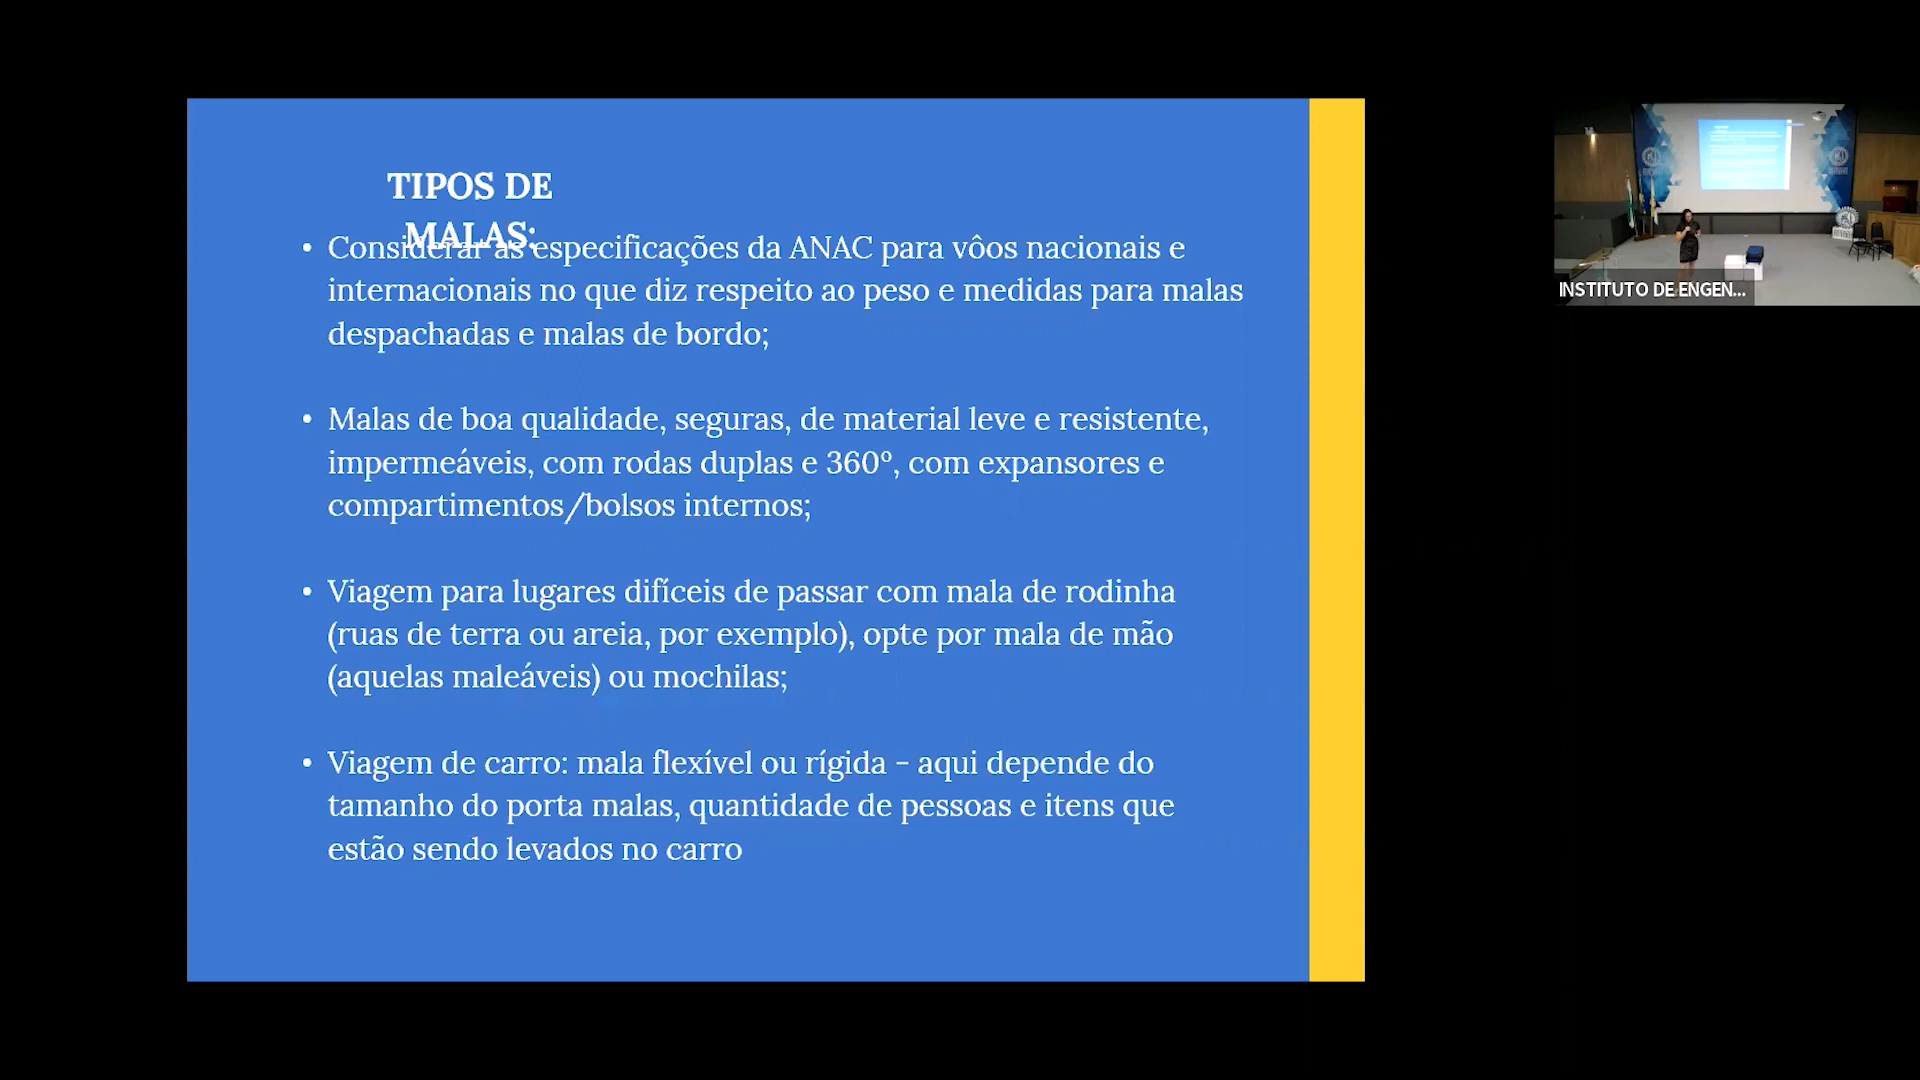 TIPOS DE
MALAS:
• Considerar as especificações da ANAC para vôos nacionais e
internacionais no que diz respeito ao peso e medidas para malas
despachadas e malas de bordo;
• Malas de boa qualidade, seguras, de material leve e resistente,
impermeáveis, com rodas duplas e 360º, com expansores e
compartimentos/bolsos internos;
• Viagem para lugares difíceis de passar com mala de rodinha
(ruas de terra ou areia, por exemplo), opte por mala de mão
(aquelas maleáveis) ou mochilas;
• Viagem de carro: mala flexível ou rígida - aqui depende do
tamanho do porta malas, quantidade de pessoas e itens que
estão sendo levados no carro
INSTITUTO DE ENGEN...